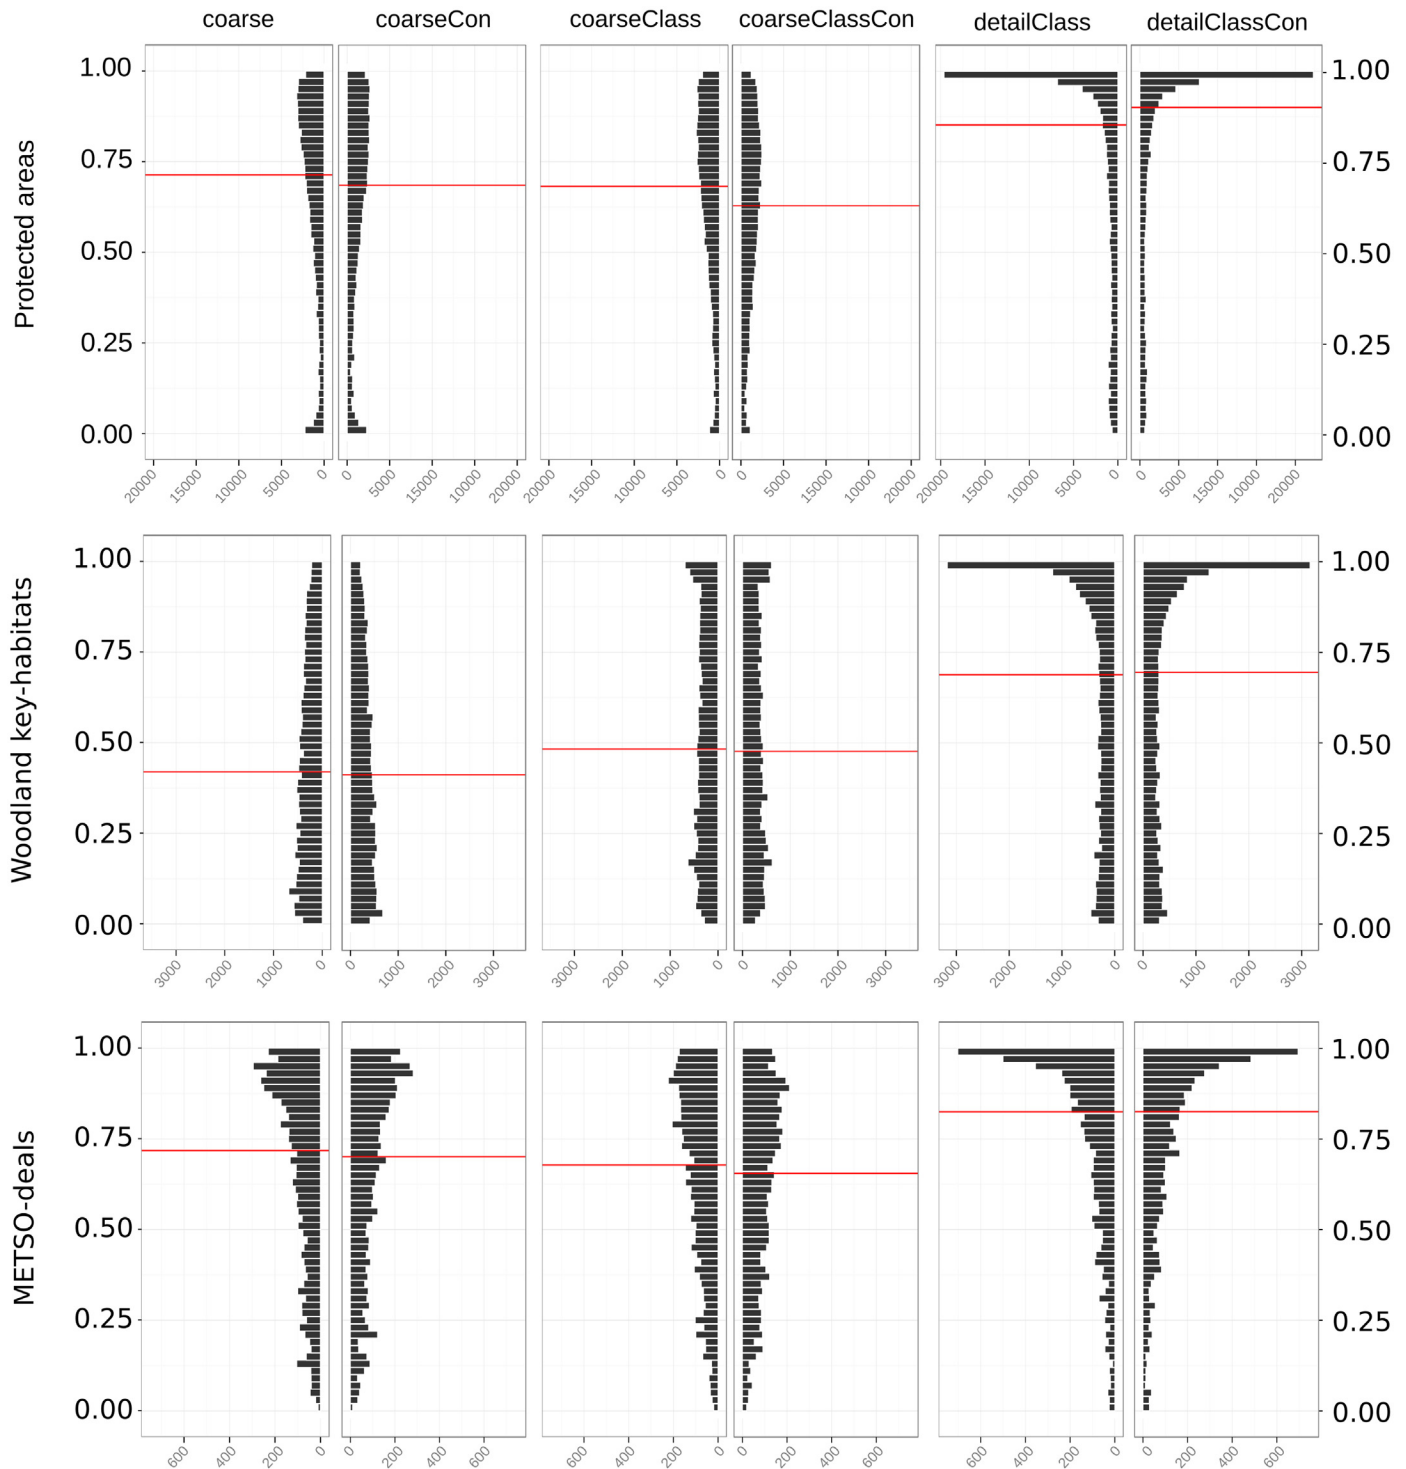 coarse coarseCon coarseClass coarseClassCon detailClass detailClassCon
Protected areas
1.00 1.00
0.75 0.75
0.50 0.50
0.25 0.25
0.00 0.00
20000 15000 10000 5000 0 0 5000 10000 15000 20000 20000 15000 10000 5000 0 0 5000 10000 15000 20000 20000 15000 10000 5000 0 0 5000 10000 15000 20000
Woodland key-habitats
1.00 1.00
0.75 0.75
0.50 0.50
0.25 0.25
0.00 0.00
3000 2000 1000 0 0 1000 2000 3000 3000 2000 1000 0 0 1000 2000 3000 3000 2000 1000 0 0 1000 2000 3000
METSO-deals
1.00 1.00
0.75 0.75
0.50 0.50
0.25 0.25
0.00 0.00
600 400 200 0 0 200 400 600 600 400 200 0 0 200 400 600 600 400 200 0 0 200 400 600